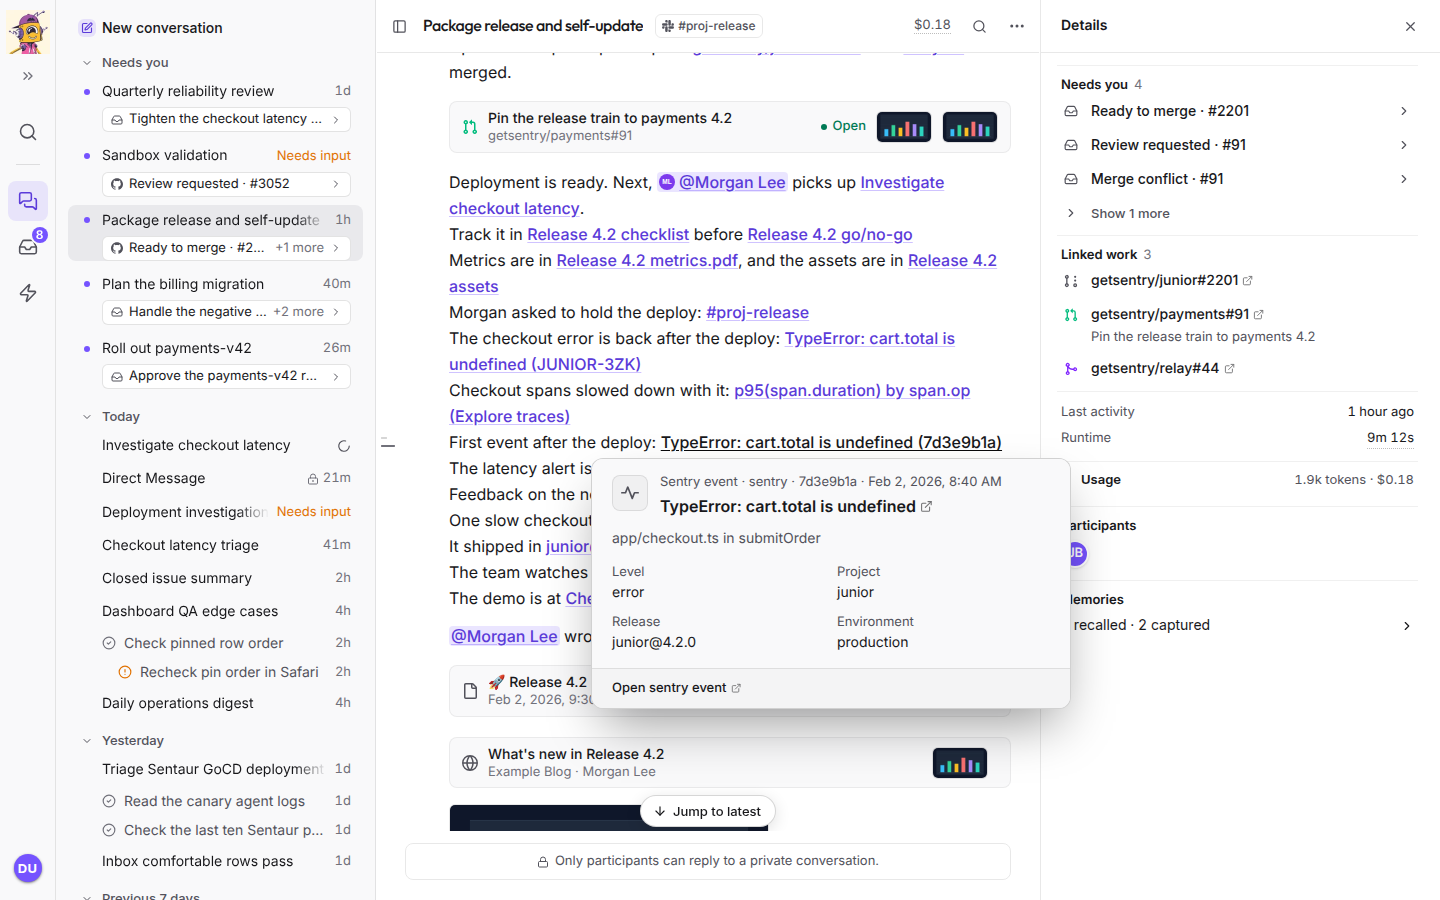 New conversation
Needs you
Quarterly reliability review 1d
Tighten the checkout latency ...
Sandbox validation Needs input
Review requested · #3052
Package release and self-update 1h
Ready to merge · #2... +1 more
Plan the billing migration 40m
Handle the negative ... +2 more
Roll out payments-v42 26m
Approve the payments-v42 r...
Today
Investigate checkout latency
Direct Message 21m
Deployment investigation Needs input
Checkout latency triage 41m
Closed issue summary 2h
Dashboard QA edge cases 4h
Check pinned row order 2h
Recheck pin order in Safari 2h
Daily operations digest 4h
Yesterday
Triage Sentaur GoCD deployment 1d
Read the canary agent logs 1d
Check the last ten Sentaur p... 1d
Inbox comfortable rows pass 1d
Previous 7 days
8
DU
Package release and self-update #proj-release $0.18
merged.
Pin the release train to payments 4.2
getsentry/payments#91
Open
Deployment is ready. Next, ML @Morgan Lee picks up Investigate
checkout latency.
Track it in Release 4.2 checklist before Release 4.2 go/no-go
Metrics are in Release 4.2 metrics.pdf, and the assets are in Release 4.2
assets
Morgan asked to hold the deploy: #proj-release
The checkout error is back after the deploy: TypeError: cart.total is
undefined (JUNIOR-3ZK)
Checkout spans slowed down with it: p95(span.duration) by span.op
(Explore traces)
First event after the deploy: TypeError: cart.total is undefined (7d3e9b1a)
The latency alert is
Feedback on the
One slow checkout
It shipped in junior
The team watches
The demo is at
@Morgan Lee
Sentry event · sentry · 7d3e9b1a · Feb 2, 2026, 8:40 AM
TypeError: cart.total is undefined
app/checkout.ts in submitOrder
Level Project
error junior
Release Environment
junior@4.2.0 production
Open sentry event
🚀 Release 4.2
Feb 2, 2026,
What's new in Release 4.2
Example Blog · Morgan Lee
Jump to latest
Only participants can reply to a private conversation.
Details
Needs you 4
Ready to merge · #2201
Review requested · #91
Merge conflict · #91
Show 1 more
Linked work 3
getsentry/junior#2201
getsentry/payments#91
Pin the release train to payments 4.2
getsentry/relay#44
Last activity 1 hour ago
Runtime 9m 12s
Usage 1.9k tokens · $0.18
articipants
emories
recalled · 2 captured